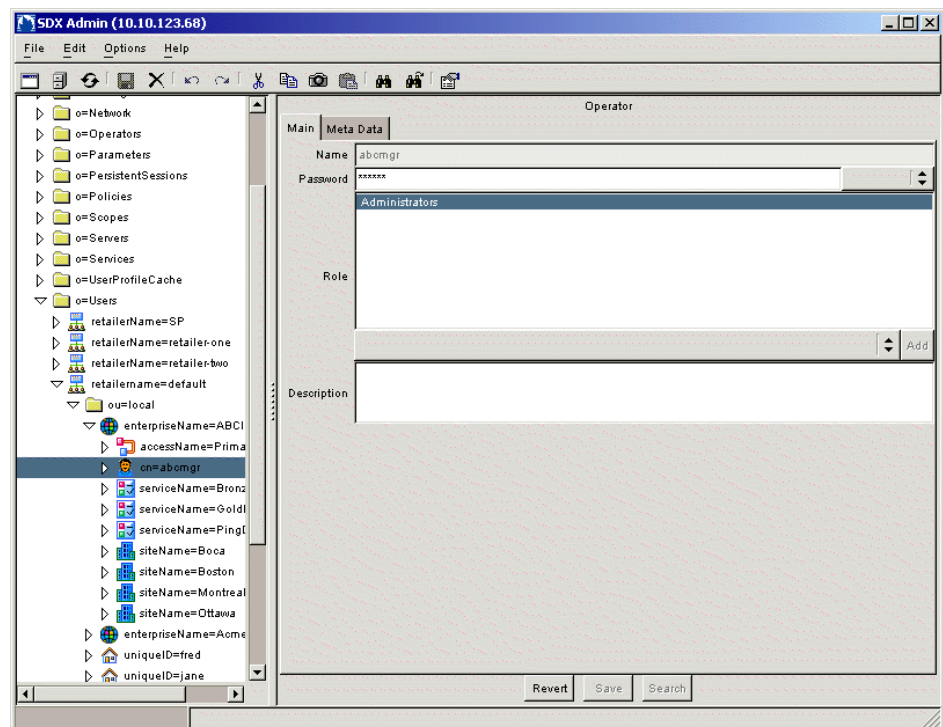 SDX Admin (10.10.123.68)
File Edit Options Help
o=Network
o=Operators
o=Parameters
o=PersistentSessions
o=Policies
o=Scopes
o=Servers
o=Services
o=UserProfileCache
o=Users
retailerName=SP
retailerName=retailer-one
retailerName=retailer-two
retailername=default
ou=local
enterpriseName=ABCI
accessName=Prima
cn=abcmgr
serviceName=Bronz
serviceName=Gold
serviceName=Ping
siteName=Boca
siteName=Boston
siteName=Montreal
siteName=Ottawa
enterpriseName=Acme
uniqueID=fred
uniqueID=jane
Operator
Main Meta Data
Name abcmgr
Password ******
Administrators
Role
Add
Description
Revert Save Search